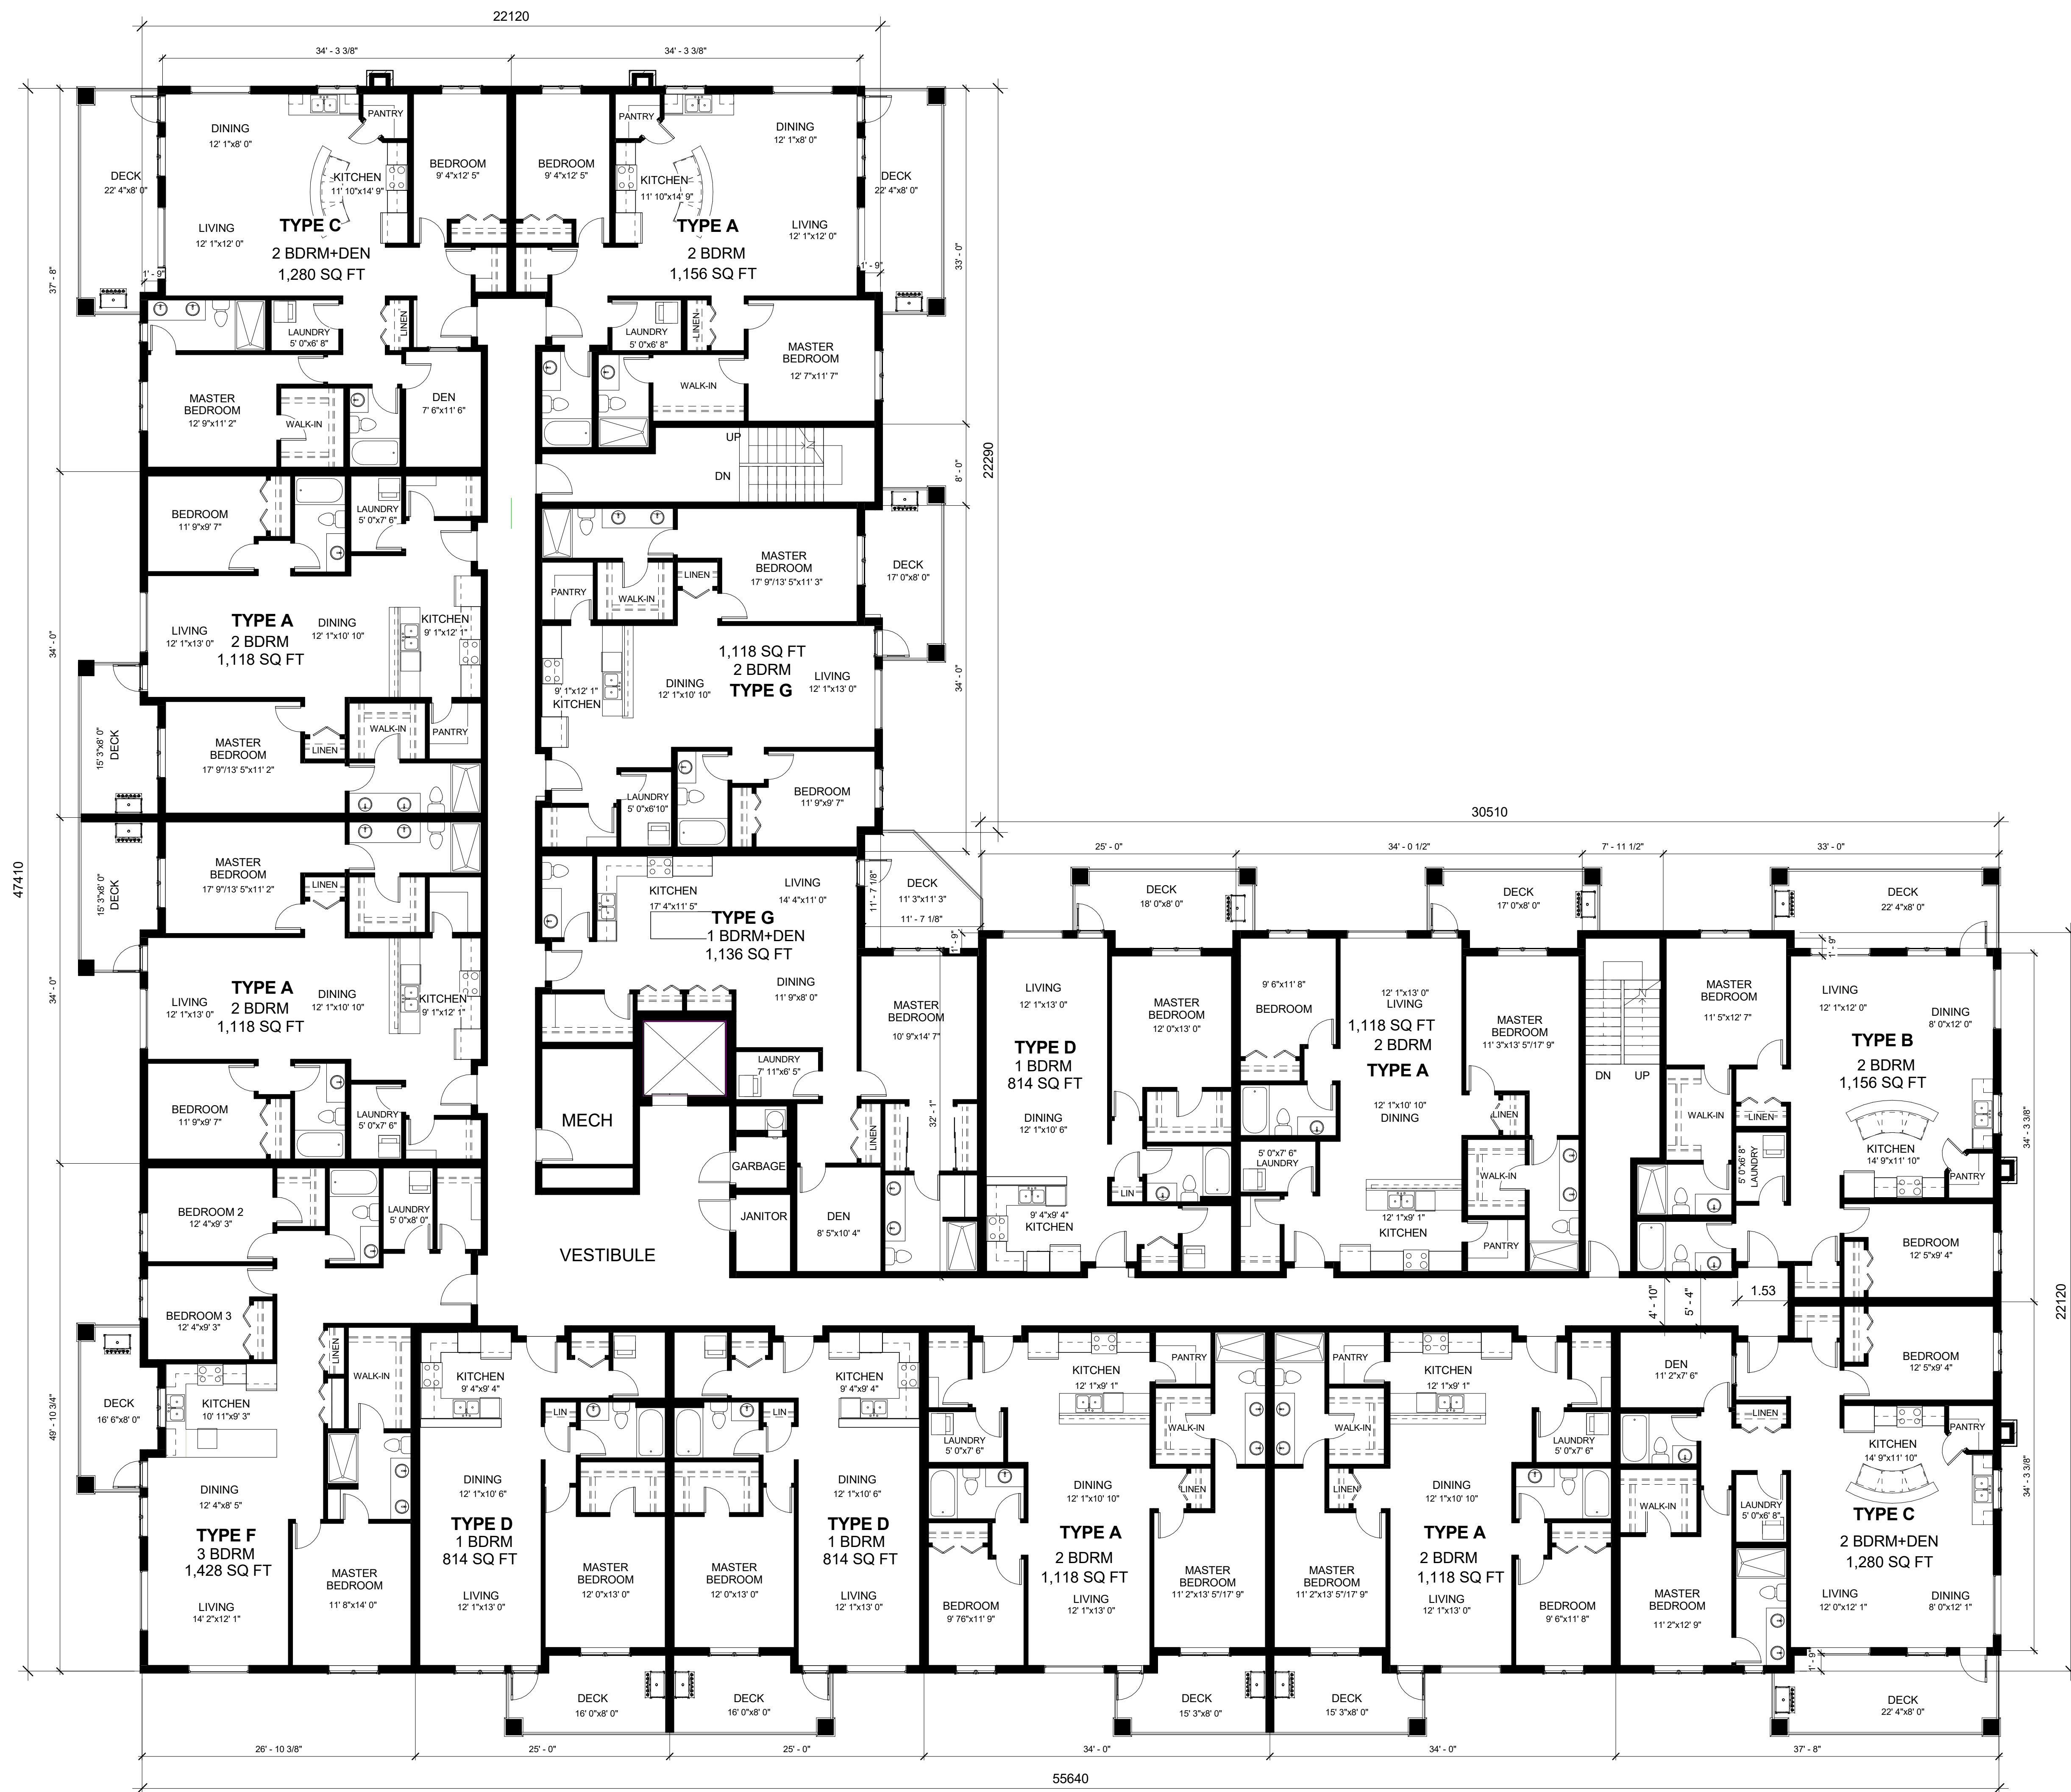 22120
34' - 3 3/8"
34' - 3 3/8"
DINING
12' 1"x8' 0"
PANTRY
BEDROOM
9' 4"x12' 5"
KITCHEN
11' 10"x14' 9"
DECK
22' 4"x8' 0"
LIVING
12' 1"x12' 0"
TYPE C
2 BDRM+DEN
1,280 SQ FT
1' - 9"
37' - 8"
LAUNDRY
5' 0"x6' 8"
LINEN
MASTER
BEDROOM
12' 9"x11' 2"
WALK-IN
DEN
7' 6"x11' 6"
BEDROOM
9' 4"x12' 5"
PANTRY
DINING
12' 1"x8' 0"
KITCHEN
11' 10"x14' 9"
DECK
22' 4"x8' 0"
TYPE A
2 BDRM
1,156 SQ FT
LIVING
12' 1"x12' 0"
1' - 9"
33' - 0"
LAUNDRY
5' 0"x6' 8"
LINEN
MASTER
BEDROOM
12' 7"x11' 7"
WALK-IN
UP
DN
8' - 0"
22290
BEDROOM
11' 9"x9' 7"
LAUNDRY
5' 0"x7' 6"
TYPE A
2 BDRM
1,118 SQ FT
LIVING
12' 1"x13' 0"
DINING
12' 1"x10' 10"
KITCHEN
9' 1"x12' 1"
34' - 0"
MASTER
BEDROOM
17' 9"/13' 5"x11' 2"
LINEN
WALK-IN
PANTRY
DECK
15' 3"x8' 0"
MASTER
BEDROOM
17' 9"/13' 5"x11' 3"
LINEN
PANTRY
WALK-IN
DECK
17' 0"x8' 0"
1,118 SQ FT
2 BDRM
TYPE G
DINING
12' 1"x10' 10"
LIVING
12' 1"x13' 0"
9' 1"x12' 1"
KITCHEN
34' - 0"
LAUNDRY
5' 0"x6'10"
BEDROOM
11' 9"x9' 7"
47410
DECK
15' 3"x8' 0"
MASTER
BEDROOM
17' 9"/13' 5"x11' 2"
LINEN
TYPE A
2 BDRM
1,118 SQ FT
LIVING
12' 1"x13' 0"
DINING
12' 1"x10' 10"
KITCHEN
9' 1"x12' 1"
34' - 0"
BEDROOM
11' 9"x9' 7"
LAUNDRY
5' 0"x7' 6"
KITCHEN
17' 4"x11' 5"
LIVING
14' 4"x11' 0"
TYPE G
1 BDRM+DEN
1,136 SQ FT
DINING
11' 9"x8' 0"
DECK
11' 3"x11' 3"
11' - 7 1/8"
11' - 7 1/8"
1' - 9"
MASTER
BEDROOM
10' 9"x14' 7"
LAUNDRY
7' 11"x6' 5"
MECH
GARBAGE
JANITOR
LINEN
32' - 1"
DEN
8' 5"x10' 4"
VESTIBULE
30510
25' - 0"
34' - 0 1/2"
7' - 11 1/2"
33' - 0"
DECK
18' 0"x8' 0"
DECK
17' 0"x8' 0"
DECK
22' 4"x8' 0"
LIVING
12' 1"x13' 0"
TYPE D
1 BDRM
814 SQ FT
DINING
12' 1"x10' 6"
MASTER
BEDROOM
12' 0"x13' 0"
LIN
9' 4"x9' 4"
KITCHEN
9' 6"x11' 8"
BEDROOM
12' 1"x13' 0"
LIVING
1,118 SQ FT
2 BDRM
TYPE A
12' 1"x10' 10"
DINING
MASTER
BEDROOM
11' 3"x13' 5"/17' 9"
LINEN
5' 0"x7' 6"
LAUNDRY
WALK-IN
12' 1"x9' 1"
KITCHEN
PANTRY
DN
UP
MASTER
BEDROOM
11' 5"x12' 7"
1' - 9"
LIVING
12' 1"x12' 0"
DINING
8' 0"x12' 0"
TYPE B
2 BDRM
1,156 SQ FT
WALK-IN
LINEN
LAUNDRY
5' 0"x6' 8"
KITCHEN
14' 9"x11' 10"
PANTRY
34' - 3 3/8"
BEDROOM
12' 5"x9' 4"
4' - 10"
5' - 4"
1.53
22120
BEDROOM 2
12' 4"x9' 3"
LAUNDRY
5' 0"x8' 0"
BEDROOM 3
12' 4"x9' 3"
LINEN
WALK-IN
DECK
16' 6"x8' 0"
49' - 10 3/4"
KITCHEN
10' 11"x9' 3"
DINING
12' 4"x8' 5"
TYPE F
3 BDRM
1,428 SQ FT
LIVING
14' 2"x12' 1"
MASTER
BEDROOM
11' 8"x14' 0"
KITCHEN
9' 4"x9' 4"
LIN
DINING
12' 1"x10' 6"
TYPE D
1 BDRM
814 SQ FT
LIVING
12' 1"x13' 0"
MASTER
BEDROOM
12' 0"x13' 0"
DECK
16' 0"x8' 0"
KITCHEN
9' 4"x9' 4"
LIN
DINING
12' 1"x10' 6"
TYPE D
1 BDRM
814 SQ FT
LIVING
12' 1"x13' 0"
MASTER
BEDROOM
12' 0"x13' 0"
DECK
16' 0"x8' 0"
KITCHEN
12' 1"x9' 1"
PANTRY
LAUNDRY
5' 0"x7' 6"
WALK-IN
LINEN
DINING
12' 1"x10' 10"
TYPE A
2 BDRM
1,118 SQ FT
LIVING
12' 1"x13' 0"
BEDROOM
9' 76"x11' 9"
MASTER
BEDROOM
11' 2"x13' 5"/17' 9"
DECK
15' 3"x8' 0"
PANTRY
KITCHEN
12' 1"x9' 1"
WALK-IN
LINEN
LAUNDRY
5' 0"x7' 6"
DINING
12' 1"x10' 10"
TYPE A
2 BDRM
1,118 SQ FT
LIVING
12' 1"x13' 0"
MASTER
BEDROOM
11' 2"x13' 5"/17' 9"
BEDROOM
9' 6"x11' 8"
DECK
15' 3"x8' 0"
DEN
11' 2"x7' 6"
BEDROOM
12' 5"x9' 4"
LINEN
KITCHEN
14' 9"x11' 10"
PANTRY
WALK-IN
LAUNDRY
5' 0"x6' 8"
TYPE C
2 BDRM+DEN
1,280 SQ FT
34' - 3 3/8"
MASTER
BEDROOM
11' 2"x12' 9"
LIVING
12' 0"x12' 1"
DINING
8' 0"x12' 1"
1' - 9"
DECK
22' 4"x8' 0"
26' - 10 3/8"
25' - 0"
25' - 0"
34' - 0"
34' - 0"
37' - 8"
55640